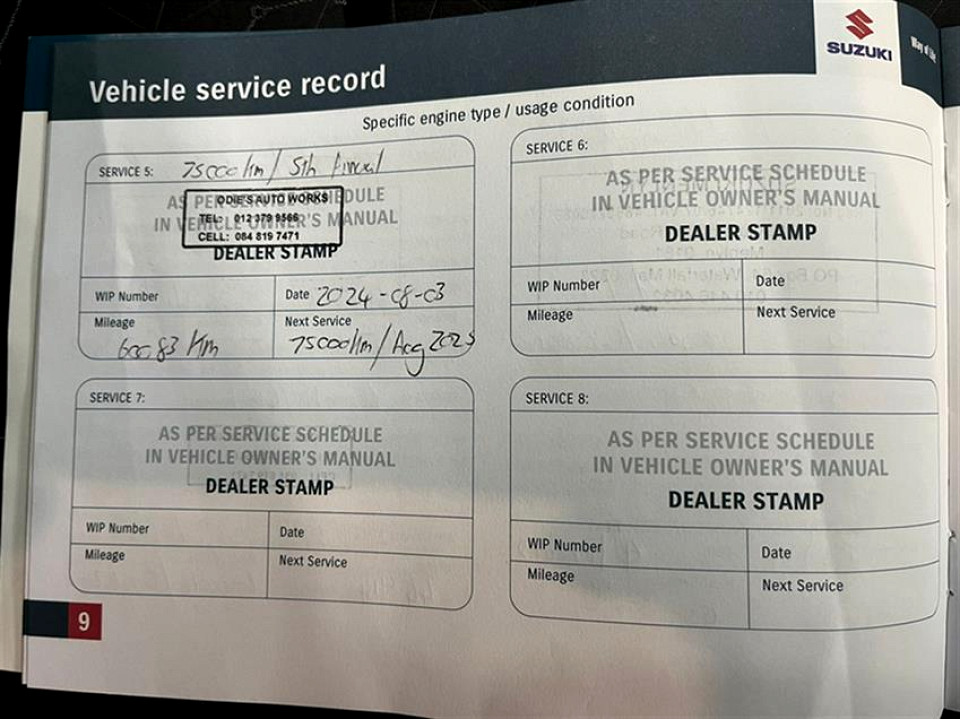 SUZUKI
Way of Life
Vehicle service record
Specific engine type / usage condition
SERVICE 5: 75000km / 5th Annual
AS PER SERVICE SCHEDULE
IN VEHICLE OWNER'S MANUAL
ODIE'S AUTO WORKS
TEL: 012 379 9566
CELL: 084 819 7471
DEALER STAMP
WIP Number
Date 2024-08-03
Mileage
60083 Km
Next Service
75000km/Aug 2025
SERVICE 6:
AS PER SERVICE SCHEDULE
IN VEHICLE OWNER'S MANUAL
DEALER STAMP
WIP Number
Date
Mileage
Next Service
SERVICE 7:
AS PER SERVICE SCHEDULE
IN VEHICLE OWNER'S MANUAL
DEALER STAMP
WIP Number
Date
Mileage
Next Service
SERVICE 8:
AS PER SERVICE SCHEDULE
IN VEHICLE OWNER'S MANUAL
DEALER STAMP
WIP Number
Date
Mileage
Next Service
9